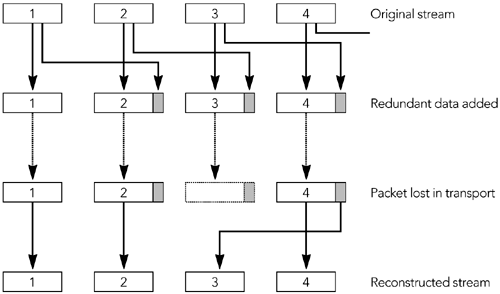 1 2 3 4 Original stream
1 2 3 4 Redundant data added
1 2 4 Packet lost in transport
1 2 3 4 Reconstructed stream